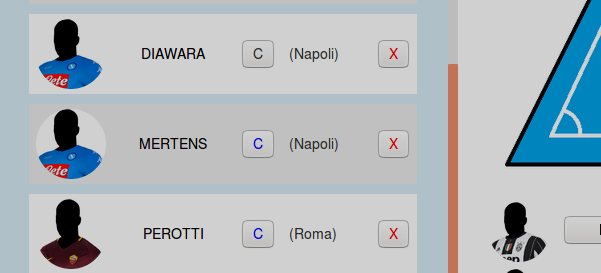 DIAWARA C (Napoli) X
MERTENS C (Napoli) X
PEROTTI C (Roma) X